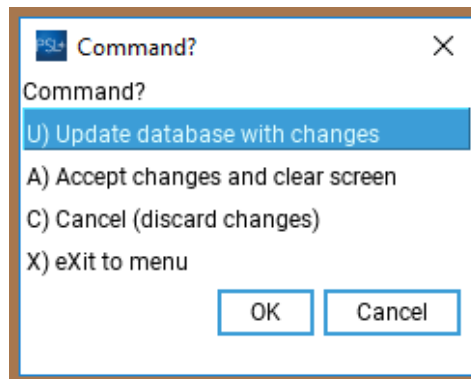 PSL+ Command?
Command?
U) Update database with changes
A) Accept changes and clear screen
C) Cancel (discard changes)
X) eXit to menu
OK Cancel